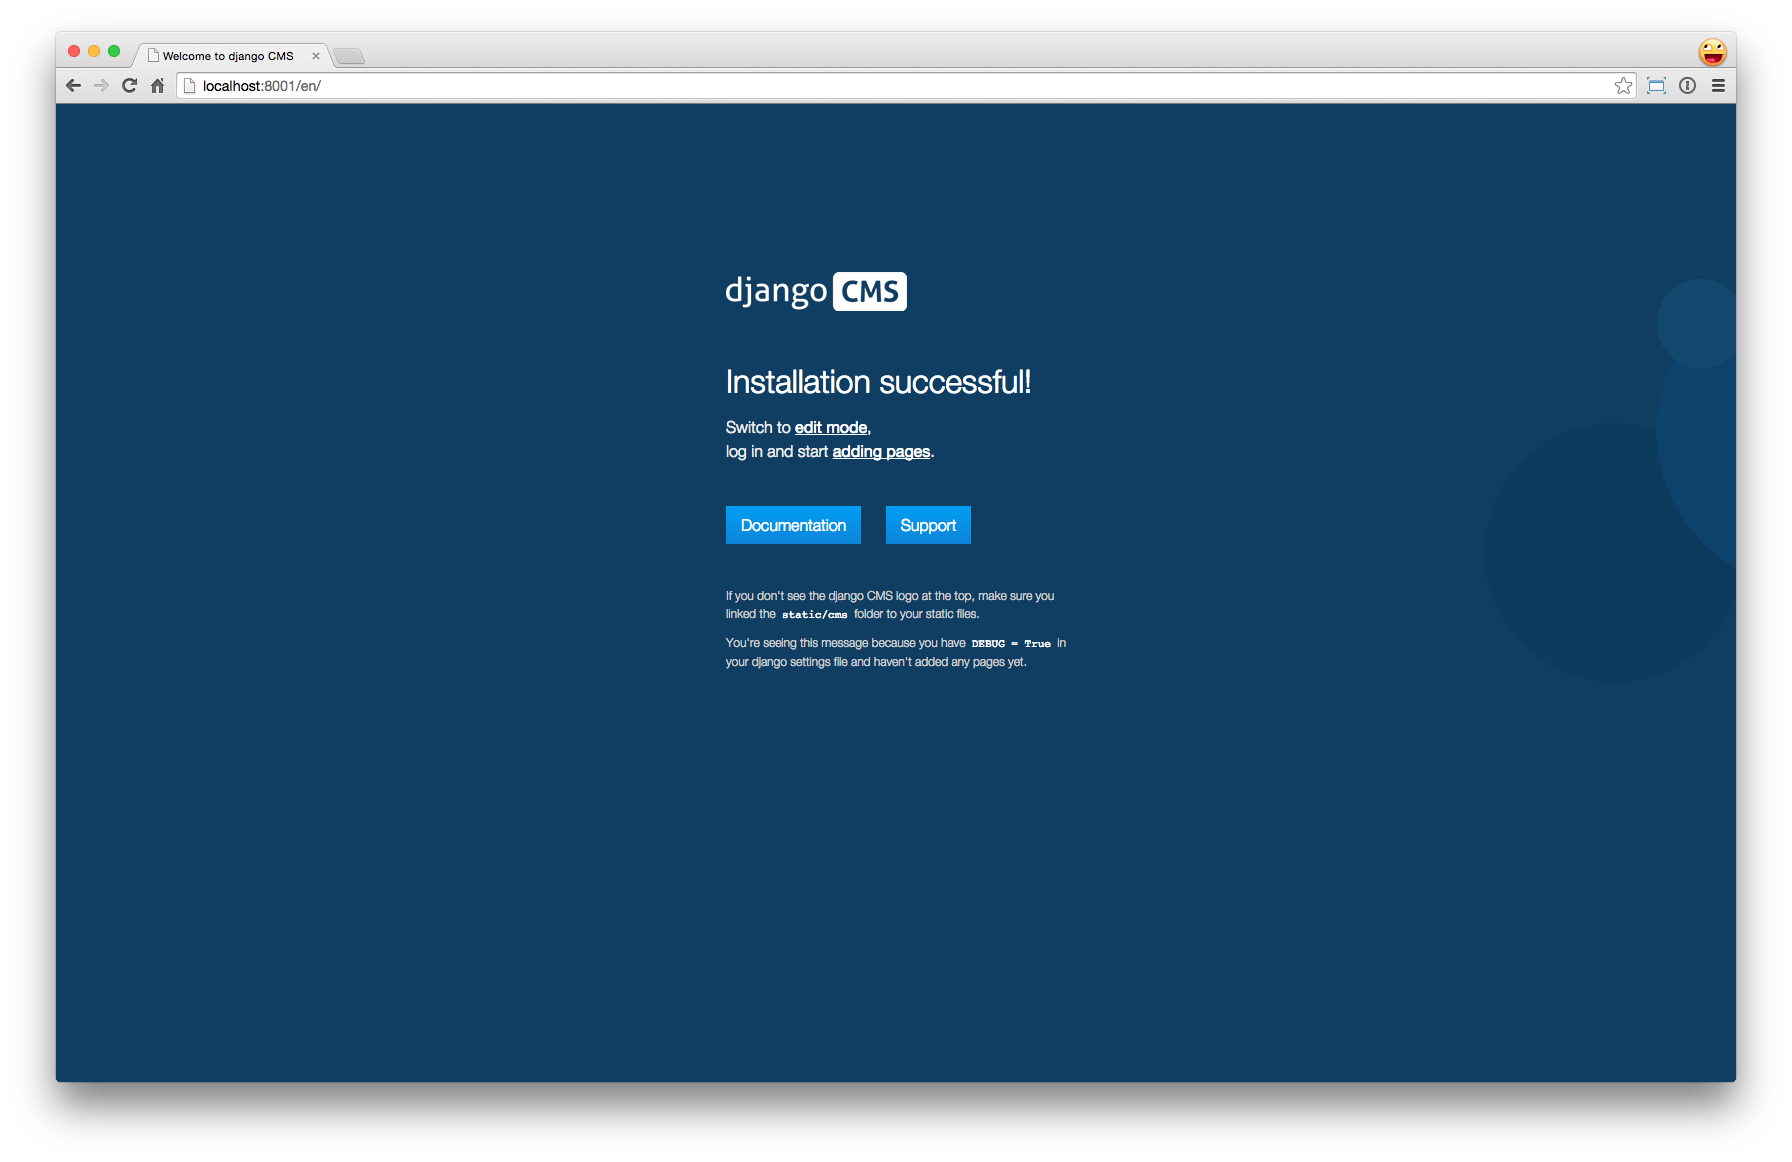 Welcome to django CMS
localhost:8001/en/
django CMS
Installation successful!
Switch to edit mode,
log in and start adding pages.
Documentation
Support
If you don't see the django CMS logo at the top, make sure you
linked the static/cms folder to your static files.
You're seeing this message because you have DEBUG = True in
your django settings file and haven't added any pages yet.